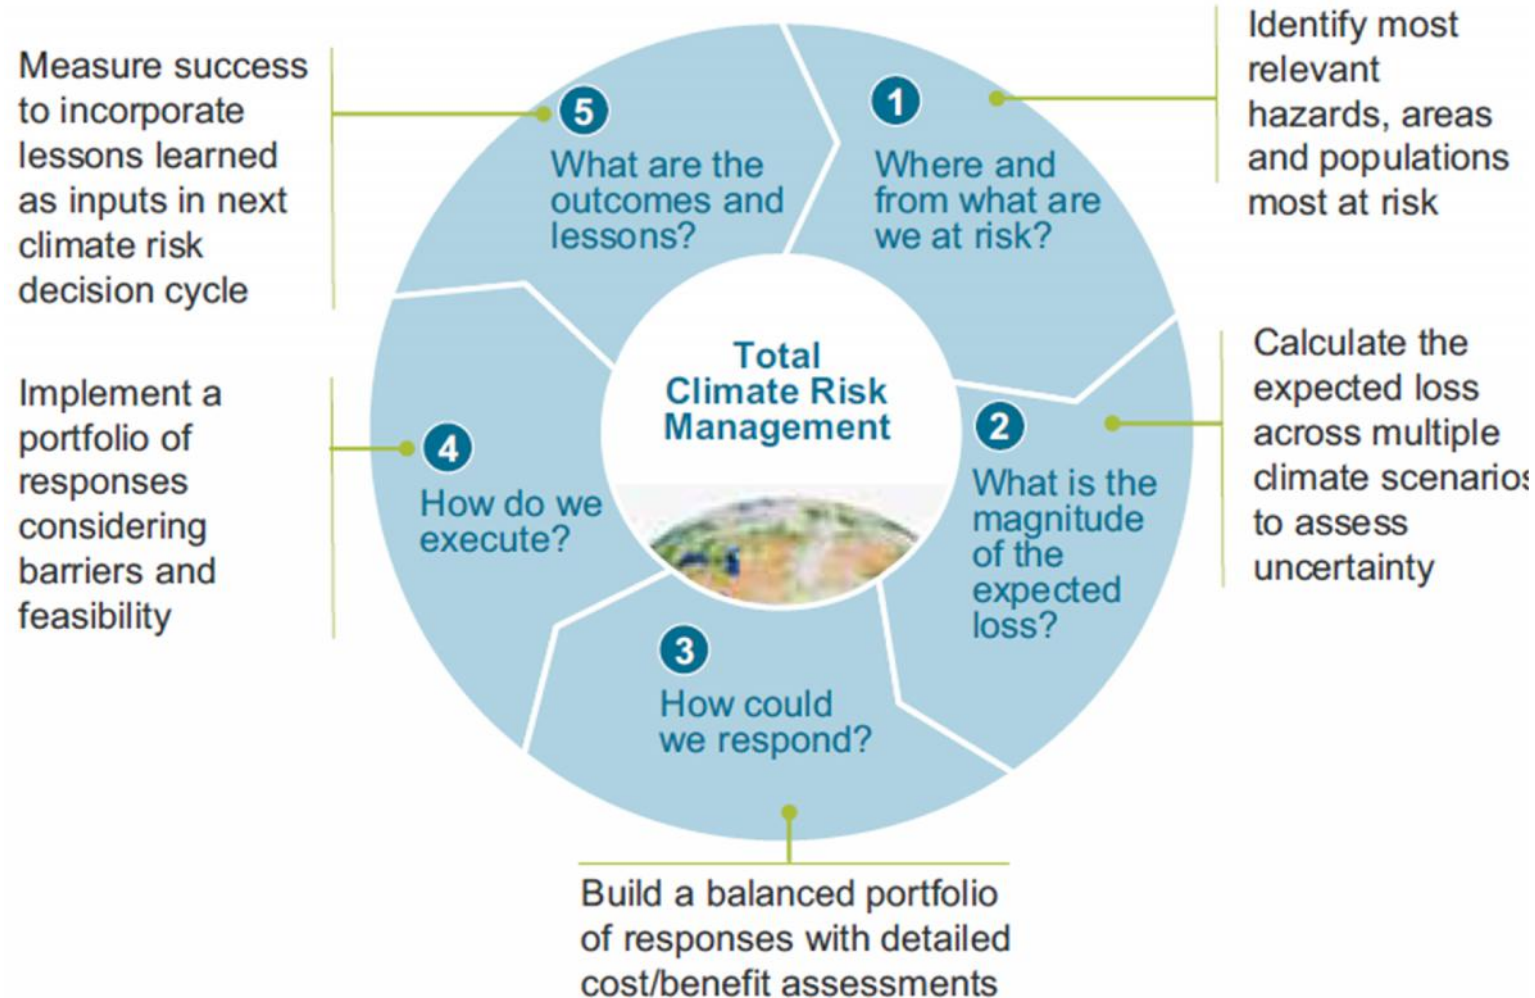 Total
Climate Risk
Management
1
Where and
from what are
we at risk?
Identify most
relevant
hazards, areas
and populations
most at risk
2
What is the
magnitude
of the
expected
loss?
Calculate the
expected loss
across multiple
climate scenarios
to assess
uncertainty
3
How could
we respond?
Build a balanced portfolio
of responses with detailed
cost/benefit assessments
4
How do we
execute?
Implement a
portfolio of
responses
considering
barriers and
feasibility
5
What are the
outcomes and
lessons?
Measure success
to incorporate
lessons learned
as inputs in next
climate risk
decision cycle